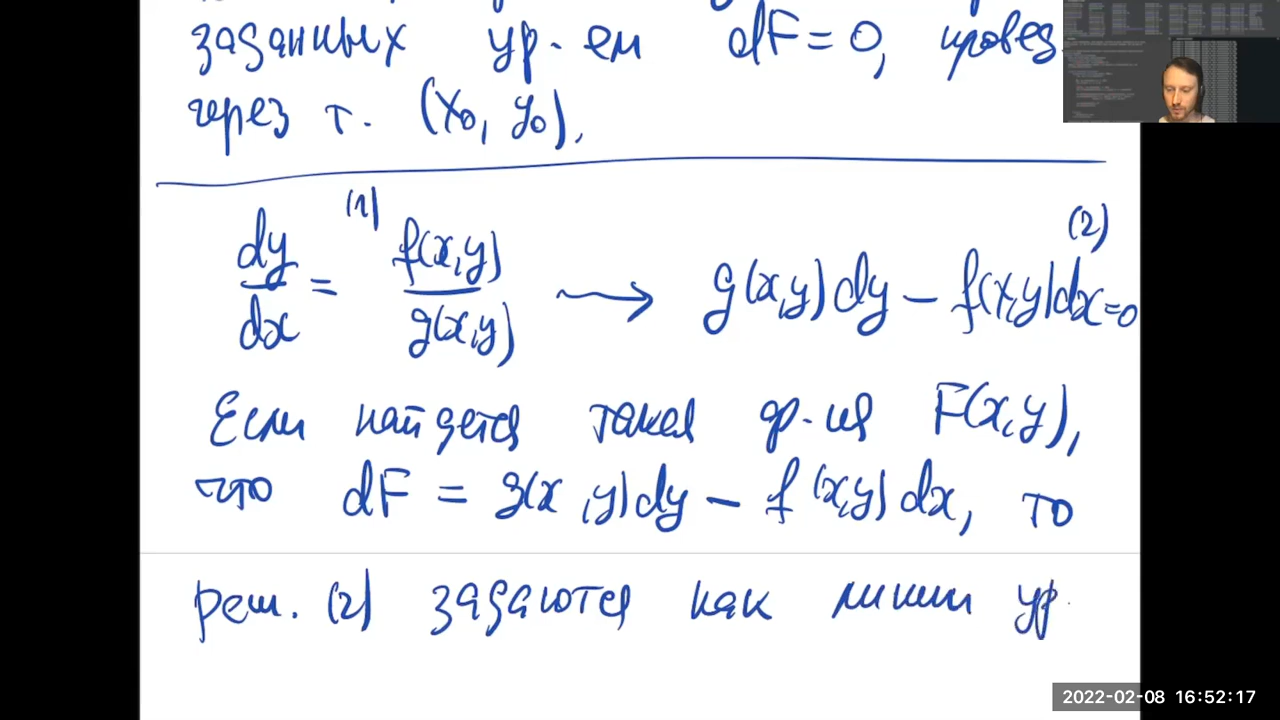 заданных ур-ем dF = 0, провед
через т. (x₀, y₀).
(1) (2)
dy/dx = f(x,y)/g(x,y) ⟿ g(x,y)dy − f(x,y)dx=0
Если найдется такая ф-ия F(x,y),
что dF = g(x,y)dy − f(x,y)dx, то
реш. (2) задаются как линии ур.
2022-02-08 16:52:17